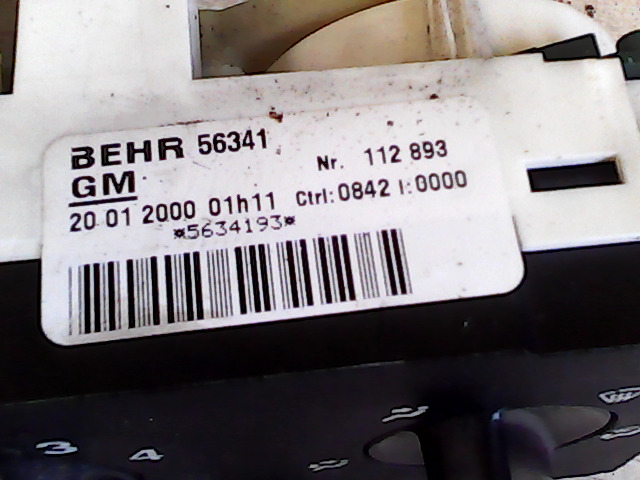 BEHR 56341
Nr. 112 893
GM
20 01 2000 01h11 Ctrl:0842 I:0000
*5634193*
3 4